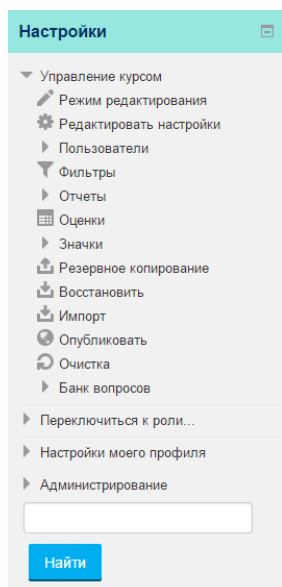 Настройки
Управление курсом
Режим редактирования
Редактировать настройки
Пользователи
Фильтры
Отчеты
Оценки
Значки
Резервное копирование
Восстановить
Импорт
Опубликовать
Очистка
Банк вопросов
Переключиться к роли...
Настройки моего профиля
Администрирование
Найти